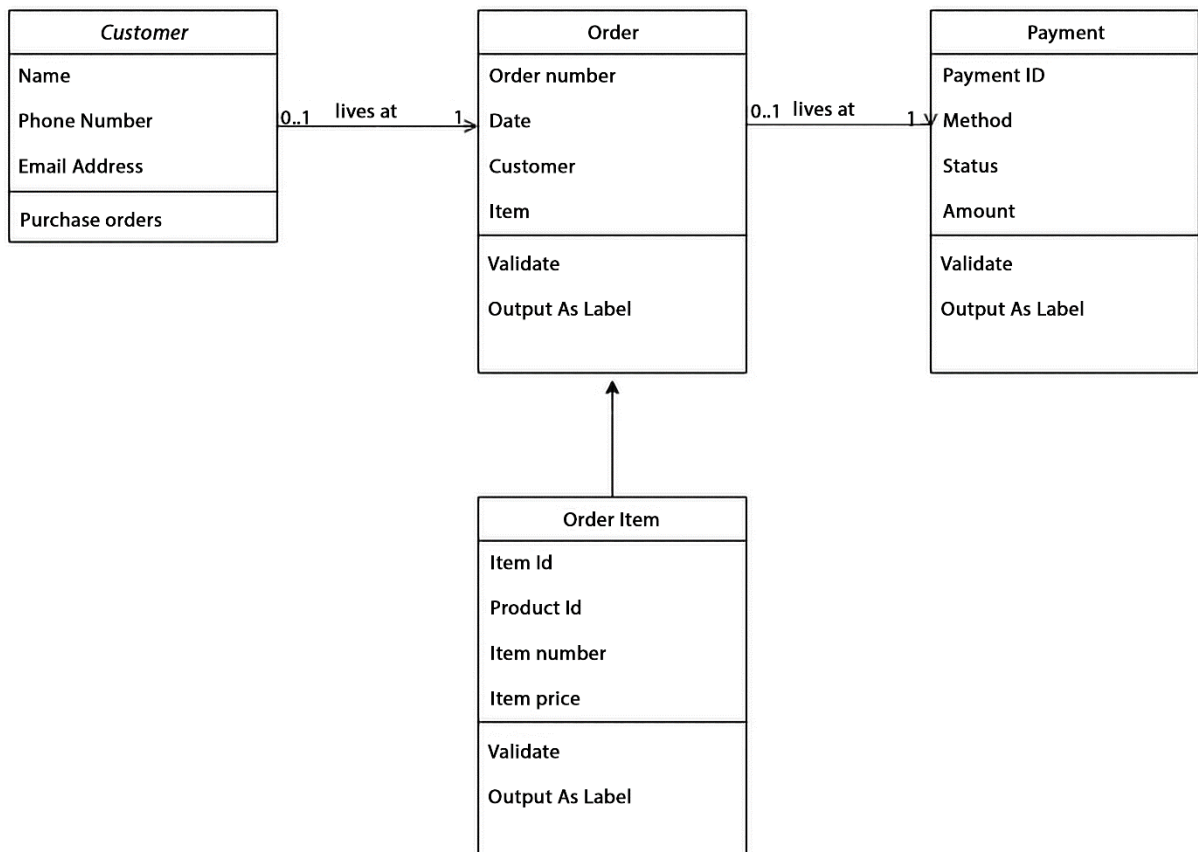 Customer
Name
Phone Number
Email Address
Purchase orders
0..1 lives at 1
Order
Order number
Date
Customer
Item
Validate
Output As Label
0..1 lives at 1
Payment
Payment ID
Method
Status
Amount
Validate
Output As Label
Order Item
Item Id
Product Id
Item number
Item price
Validate
Output As Label